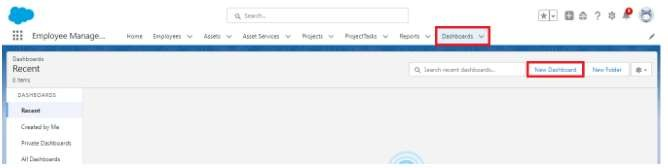 Search...
Employee Manage... Home Employees Assets Asset Services Projects ProjectTasks Reports Dashboards
Dashboards
Recent
0 items
Search recent dashboards...
New Dashboard New Folder
DASHBOARDS
Recent
Created by Me
Private Dashboards
All Dashboards